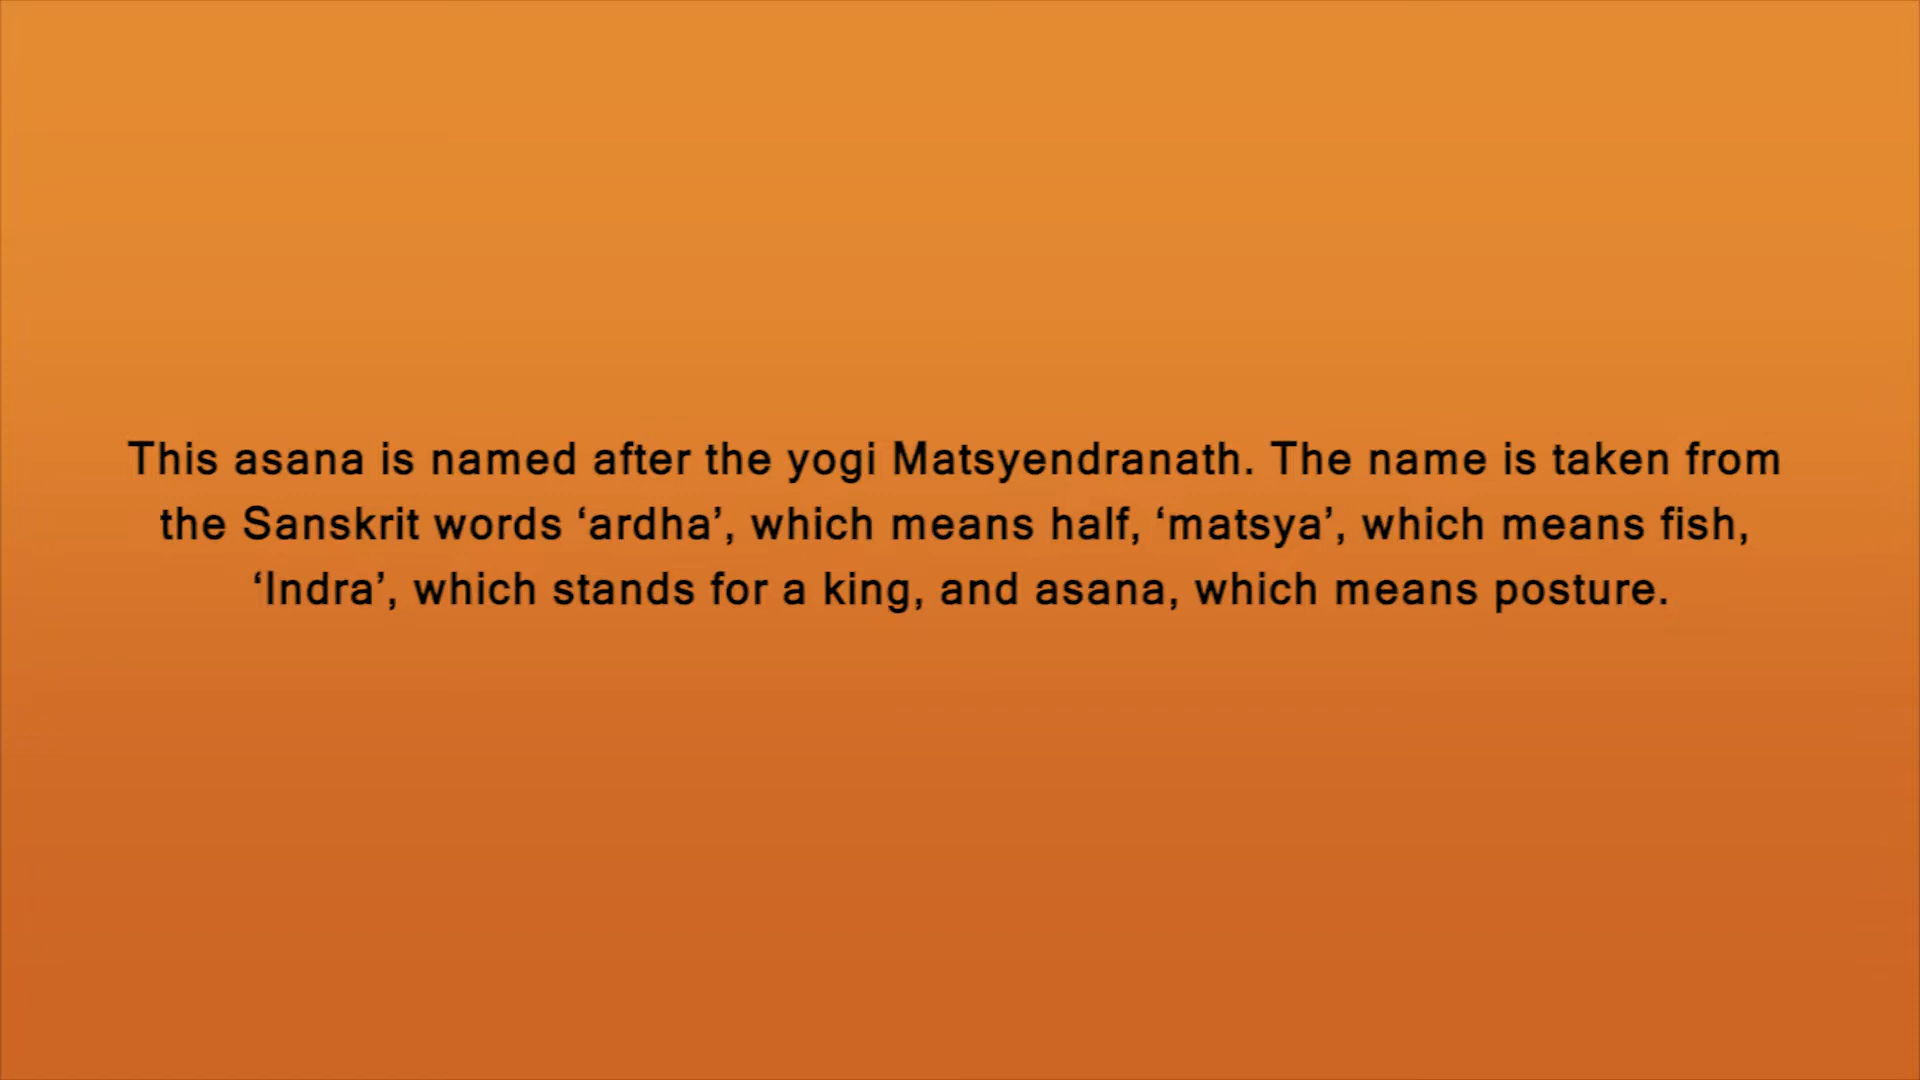 This asana is named after the yogi Matsyendranath. The name is taken from
the Sanskrit words ‘ardha’, which means half, ‘matsya’, which means fish,
‘Indra’, which stands for a king, and asana, which means posture.